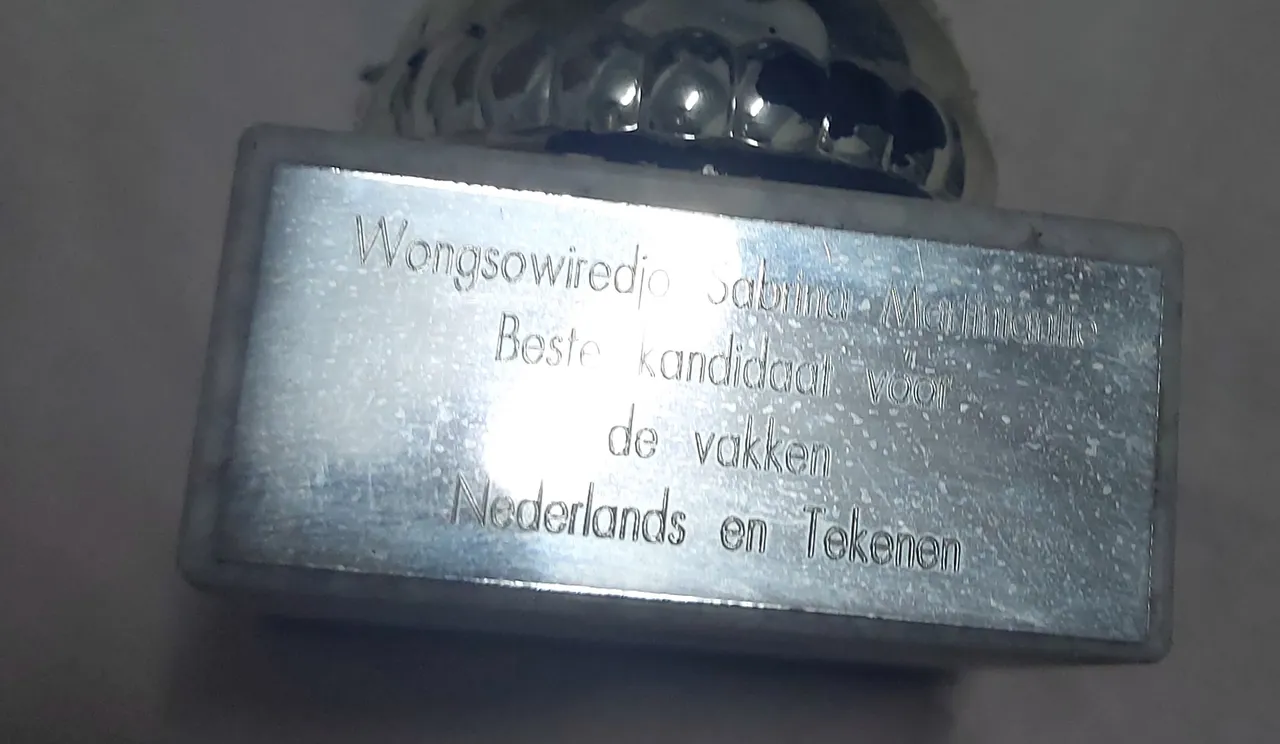 Wongsowiredjo Sabrina
Beste kandidaat voor
de vakken
Nederlands en Tekenen